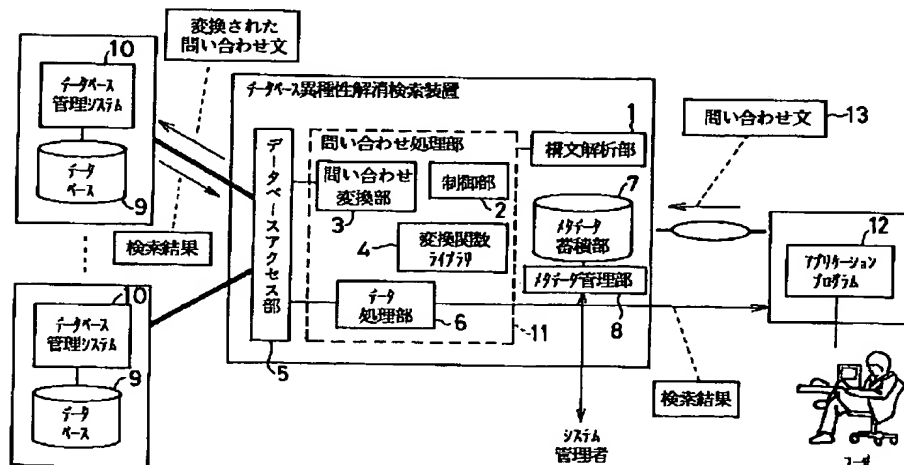 変換された
問い合わせ文
10
データベース
管理システム
データ
ベース
9
検索結果
10
データベース
管理システム
9
データ
ベース
データベース異種性解消検索装置
データベースアクセス部
5
問い合わせ処理部
問い合わせ
変換部
3
制御部
2
4
変換関数
ライブラリ
データ
処理部
6
11
1
構文解析部
7
メタデータ
蓄積部
メタデータ管理部
8
システム
管理者
検索結果
問い合わせ文
13
12
アプリケーション
プログラム
ユーザ